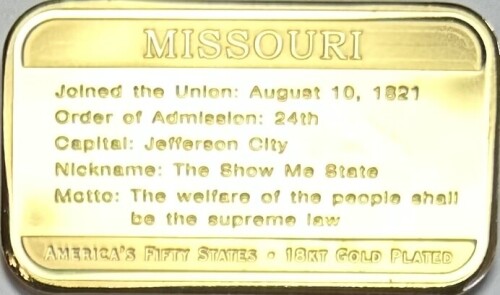 MISSOURI
Joined the Union: August 10, 1821
Order of Admission: 24th
Capital: Jefferson City
Nickname: The Show Me State
Motto: The welfare of the people shall
be the supreme law
AMERICA'S FIFTY STATES • 18KT GOLD PLATED